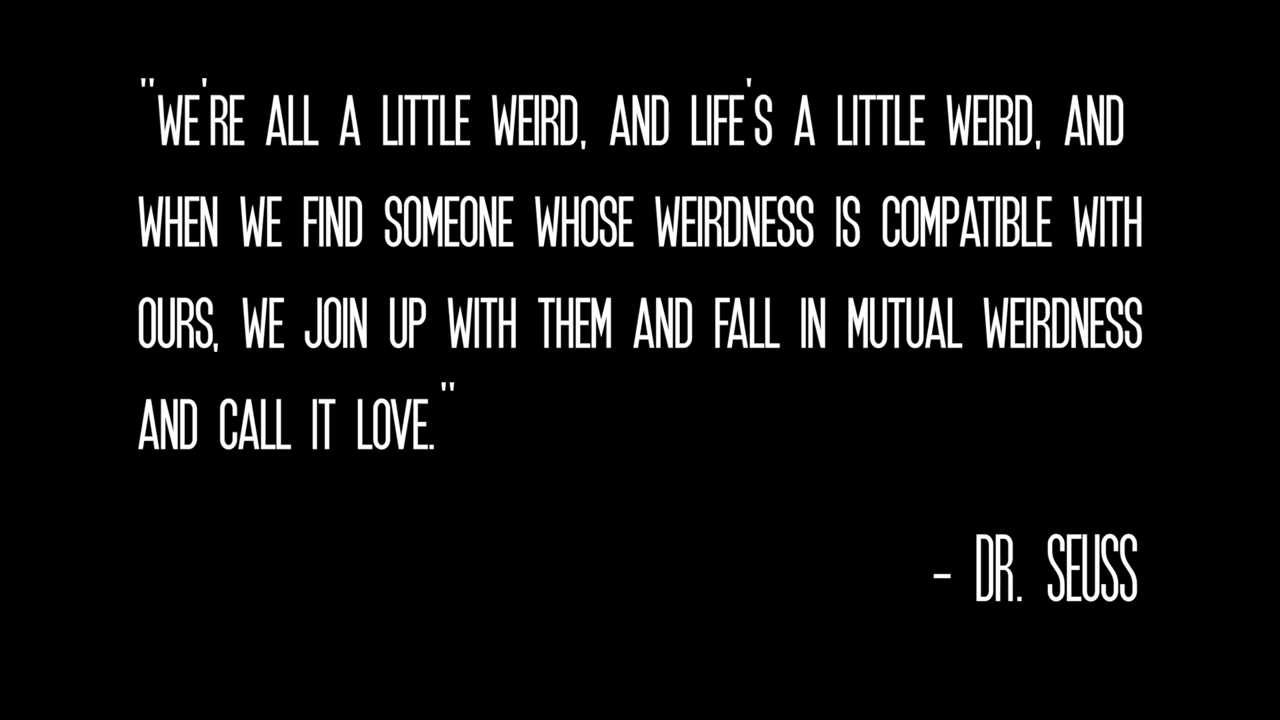 "WE'RE ALL A LITTLE WEIRD, AND LIFE'S A LITTLE WEIRD, AND
WHEN WE FIND SOMEONE WHOSE WEIRDNESS IS COMPATIBLE WITH
OURS, WE JOIN UP WITH THEM AND FALL IN MUTUAL WEIRDNESS
AND CALL IT LOVE."
- DR. SEUSS